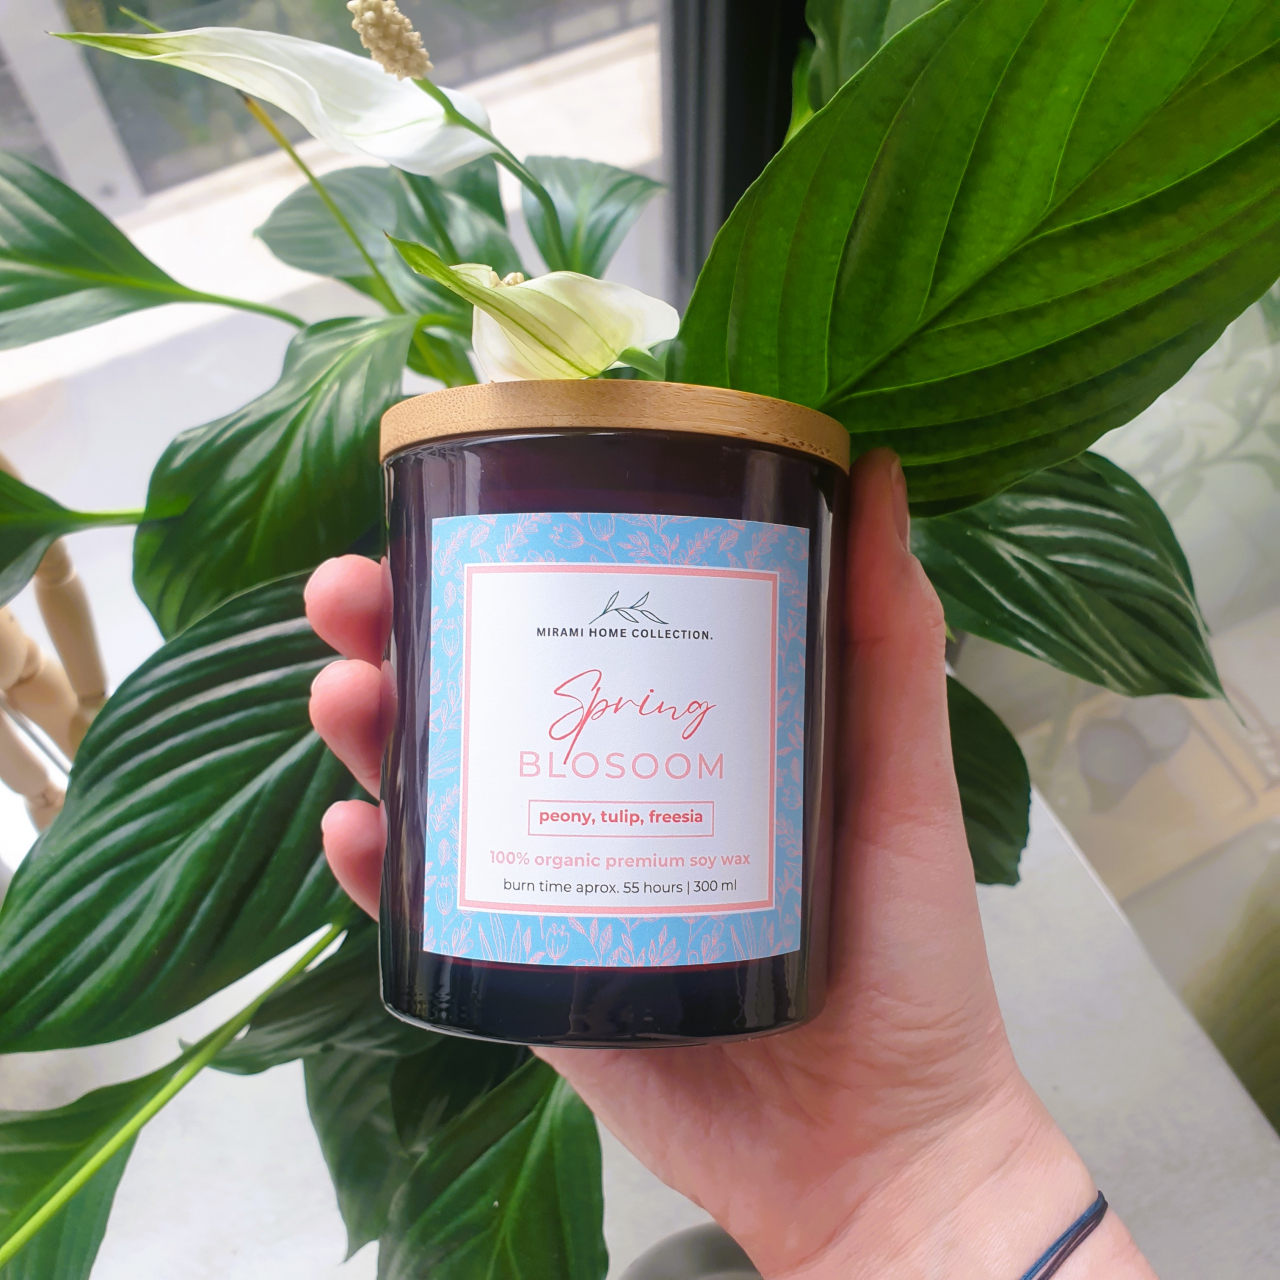 MIRAMI HOME COLLECTION.
Spring
BLOSOOM
peony, tulip, freesia
100% organic premium soy wax
burn time aprox. 55 hours | 300 ml